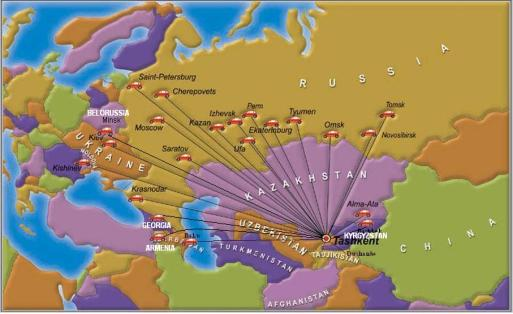 Saint-Petersburg
Cherepovets
RUSSIA
BELORUSSIA
Minsk
Moscow
Izhevsk
Perm
Kazan
Ekaterinburg
Tyumen
Tomsk
Omsk
Novosibirsk
Kiev
UKRAINE
Ufa
Saratov
Kishinev
KAZAKHSTAN
Krasnodar
Alma-Ata
GEORGIA
UZBEKISTAN
KYRGYZSTAN
CHINA
Tashkent
ARMENIA
Baku
TURKMENISTAN
TADJIKISTAN
AFGHANISTAN